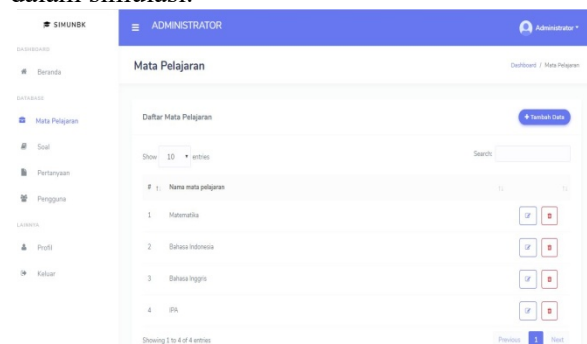 dalam simulasi.
SIMUNBK
ADMINISTRATOR
Administrator
DASHBOARD
Beranda
Mata Pelajaran
Dashboard / Mata Pelajaran
DATABASE
Mata Pelajaran
Soal
Pertanyaan
Pengguna
LAINNYA
Profil
Keluar
Daftar Mata Pelajaran
+ Tambah Data
Show 10 entries
Search:
# Nama mata pelajaran
1 Matematika
2 Bahasa Indonesia
3 Bahasa Inggris
4 IPA
Showing 1 to 4 of 4 entries
Previous 1 Next